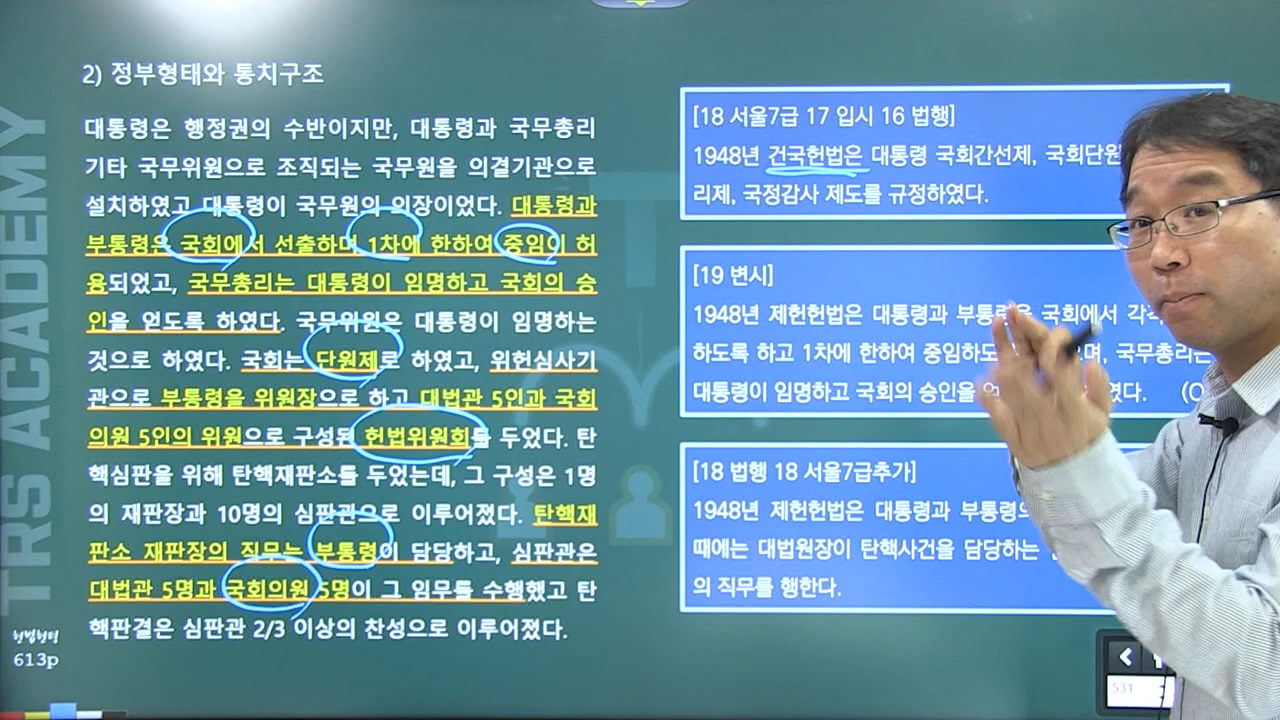 2) 정부형태와 통치구조
대통령은 행정권의 수반이지만, 대통령과 국무총리
기타 국무위원으로 조직되는 국무원을 의결기관으로
설치하였고 대통령이 국무원의 의장이었다. 대통령과
부통령은 국회에서 선출하며 1차에 한하여 중임이 허
용되었고, 국무총리는 대통령이 임명하고 국회의 승
인을 얻도록 하였다. 국무위원은 대통령이 임명하는
것으로 하였다. 국회는 단원제로 하였고, 위헌심사기
관으로 부통령을 위원장으로 하고 대법관 5인과 국회
의원 5인의 위원으로 구성된 헌법위원회를 두었다. 탄
핵심판을 위해 탄핵재판소를 두었는데, 그 구성은 1명
의 재판장과 10명의 심판관으로 이루어졌다. 탄핵재
판소 재판장의 직무는 부통령이 담당하고, 심판관은
대법관 5명과 국회의원 5명이 그 임무를 수행했고 탄
핵판결은 심판관 2/3 이상의 찬성으로 이루어졌다.
[18 서울7급 17 입시 16 법행]
1948년 건국헌법은 대통령 국회간선제, 국회단원
리제, 국정감사 제도를 규정하였다.
[19 변시]
1948년 제헌헌법은 대통령과 부통령을 국회에서 각각
하도록 하고 1차에 한하여 중임하도 며, 국무총리는
대통령이 임명하고 국회의 승인을 였다. (O
[18 법행 18 서울7급추가]
1948년 제헌헌법은 대통령과 부통령의
때에는 대법원장이 탄핵사건을 담당하는
의 직무를 행한다.
TRS ACADEMY
헌법헌터
613p
531